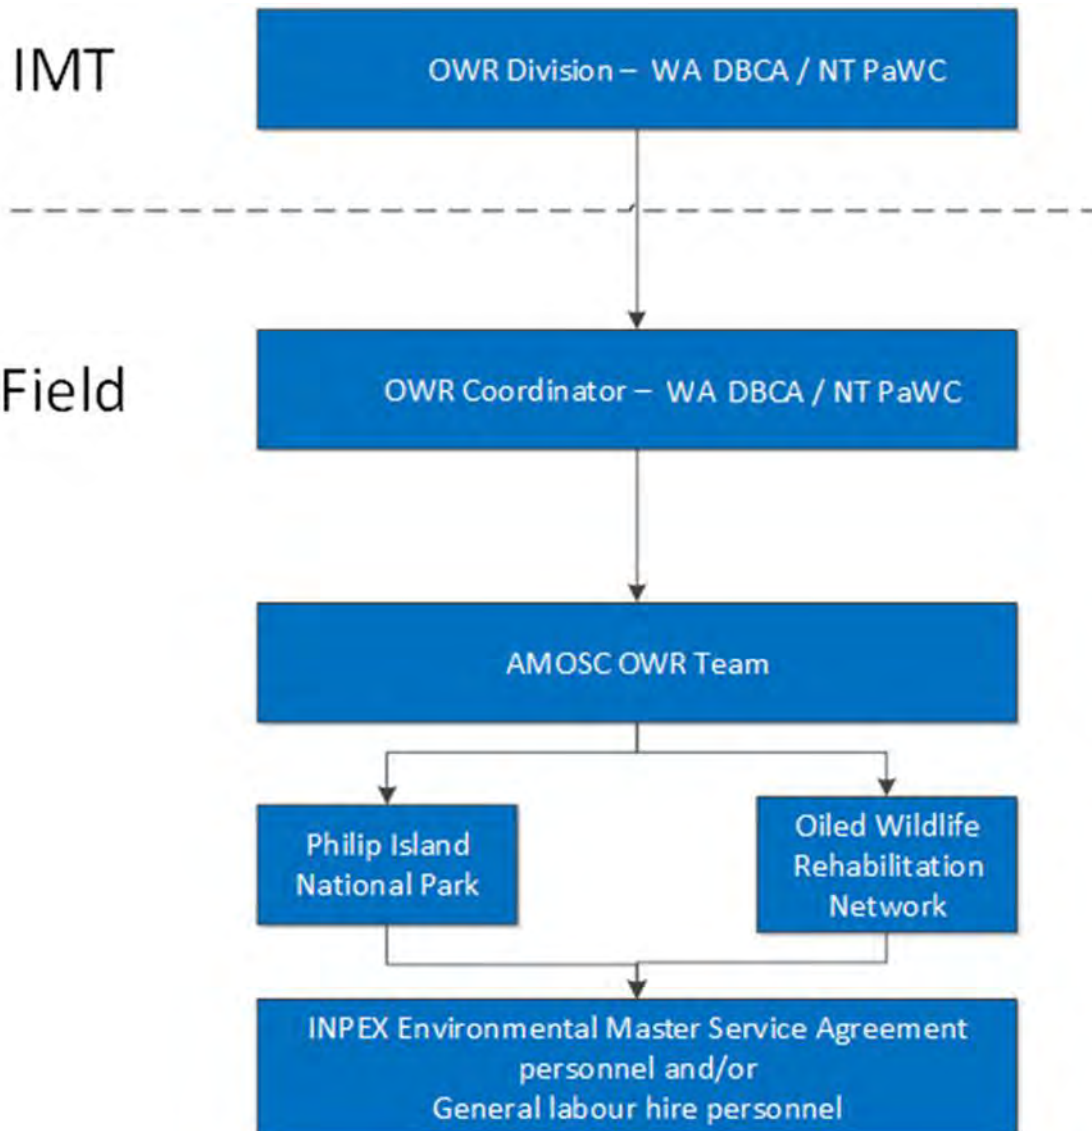 IMT
OWR Division – WA DBCA / NT PaWC
Field
OWR Coordinator – WA DBCA / NT PaWC
AMOSC OWR Team
Philip Island
National Park
Oiled Wildlife
Rehabilitation
Network
INPEX Environmental Master Service Agreement
personnel and/or
General labour hire personnel